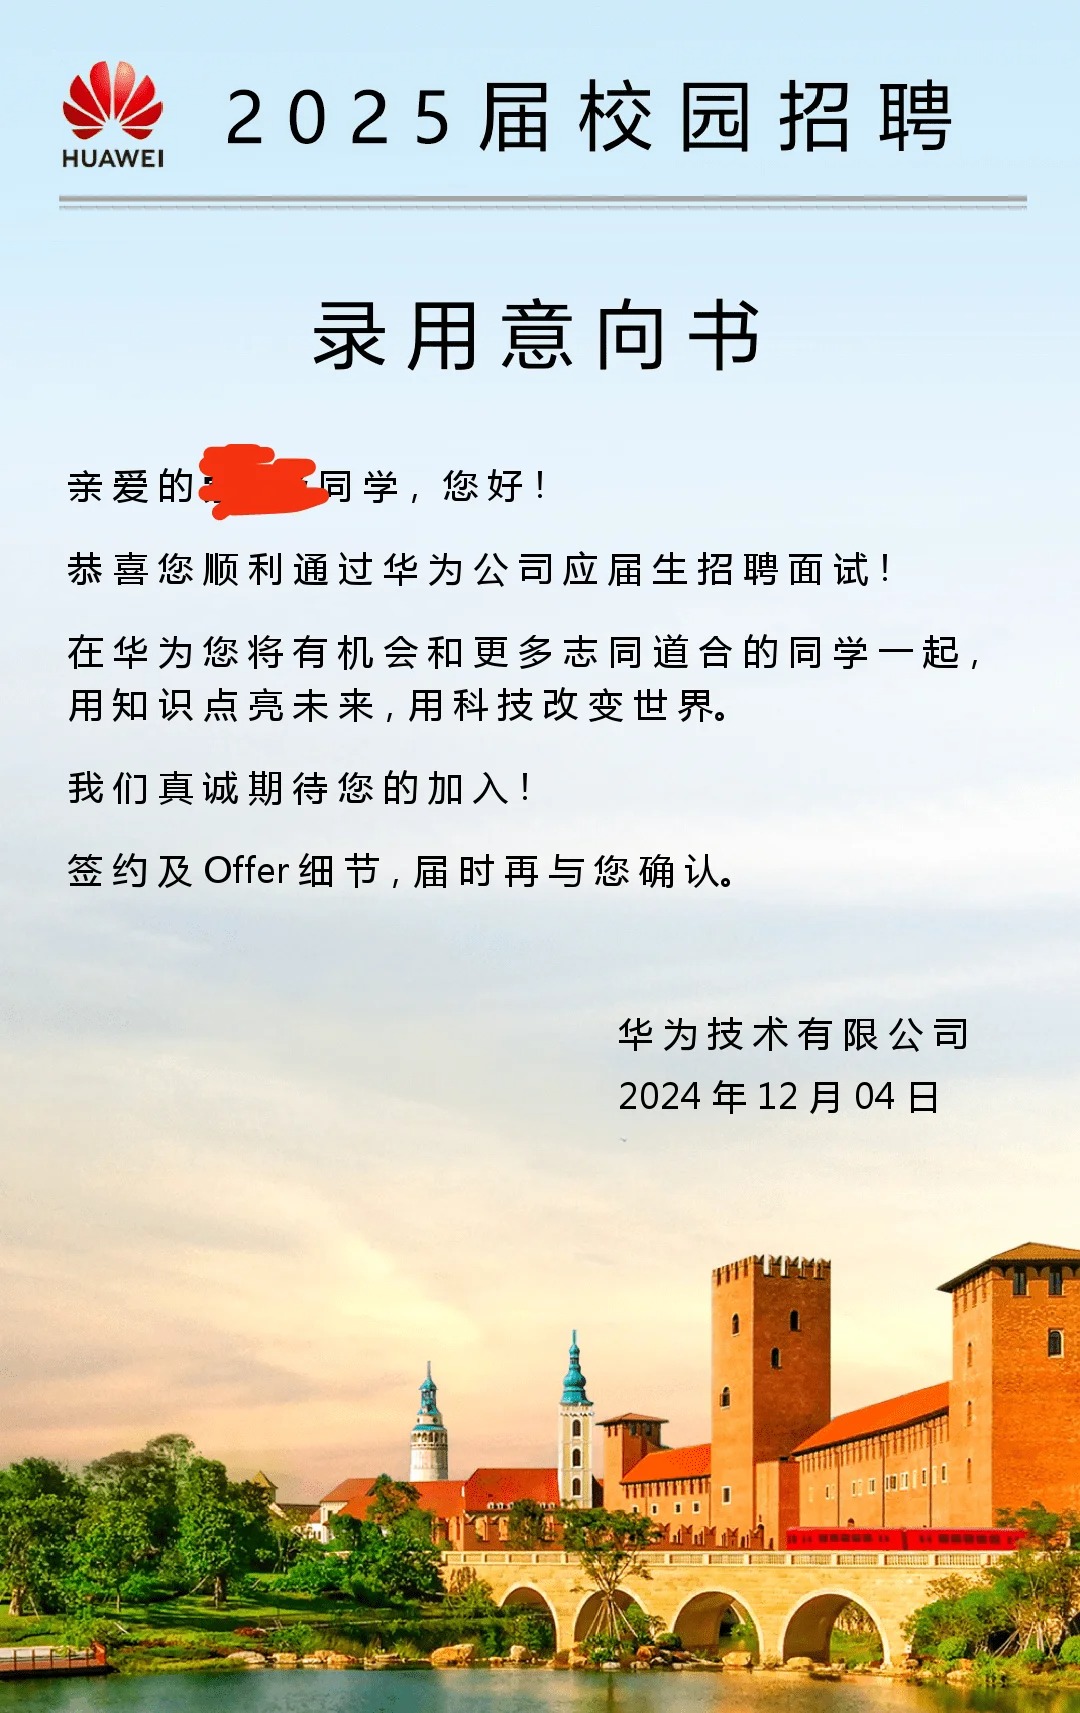 HUAWEI
2025届校园招聘
录用意向书
亲爱的同学,您好!
恭喜您顺利通过华为公司应届生招聘面试!
在华为您将有机会和更多志同道合的同学一起,
用知识点亮未来,用科技改变世界。
我们真诚期待您的加入!
签约及Offer细节,届时再与您确认。
华为技术有限公司
2024年12月04日